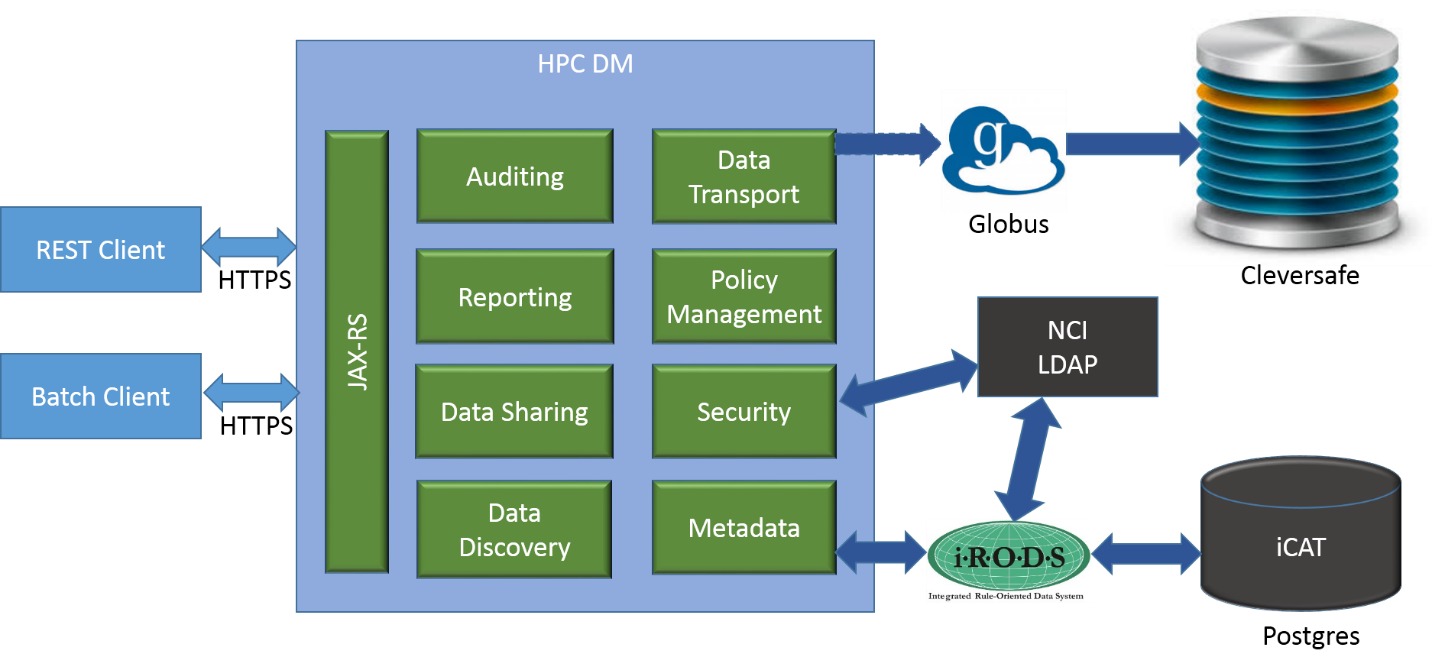 HPC DM
JAX-RS
Auditing
Data
Transport
Reporting
Policy
Management
Data Sharing
Security
Data
Discovery
Metadata
REST Client
HTTPS
Batch Client
HTTPS
g
Globus
Cleversafe
NCI
LDAP
i·R·O·D·S
Integrated Rule-Oriented Data System
iCAT
Postgres